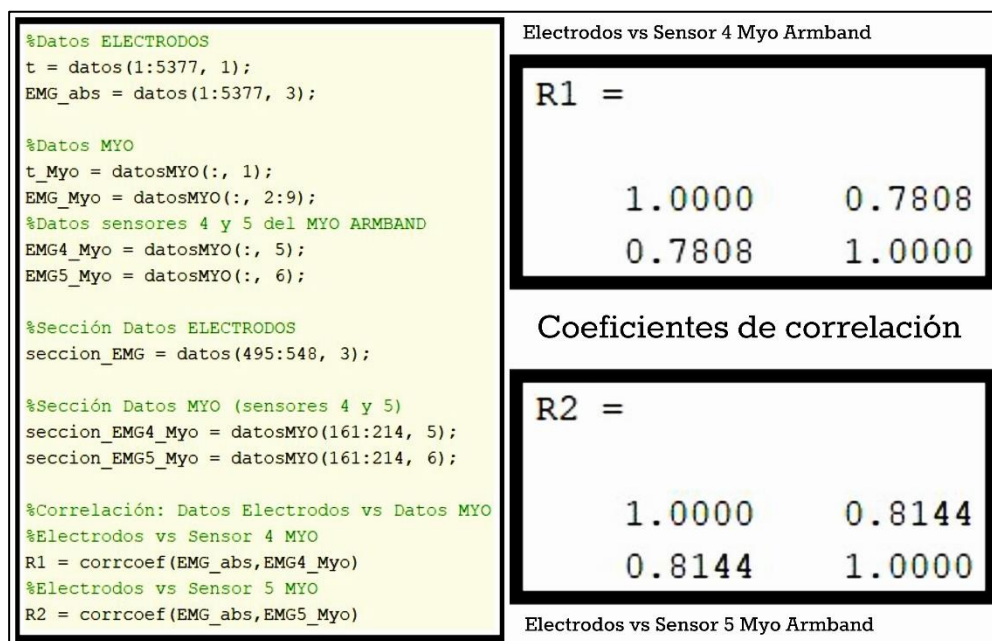 %Datos ELECTRODOS
t = datos(1:5377, 1);
EMG_abs = datos(1:5377, 3);
%Datos MYO
t_Myo = datosMYO(:, 1);
EMG_Myo = datosMYO(:, 2:9);
%Datos sensores 4 y 5 del MYO ARMBAND
EMG4_Myo = datosMYO(:, 5);
EMG5_Myo = datosMYO(:, 6);
%Sección Datos ELECTRODOS
seccion_EMG = datos(495:548, 3);
%Sección Datos MYO (sensores 4 y 5)
seccion_EMG4_Myo = datosMYO(161:214, 5);
seccion_EMG5_Myo = datosMYO(161:214, 6);
%Correlación: Datos Electrodos vs Datos MYO
%Electrodos vs Sensor 4 MYO
R1 = corrcoef(EMG_abs,EMG4_Myo)
%Electrodos vs Sensor 5 MYO
R2 = corrcoef(EMG_abs,EMG5_Myo)
Electrodos vs Sensor 4 Myo Armband
R1 =
1.0000 0.7808
0.7808 1.0000
Coeficientes de correlación
R2 =
1.0000 0.8144
0.8144 1.0000
Electrodos vs Sensor 5 Myo Armband